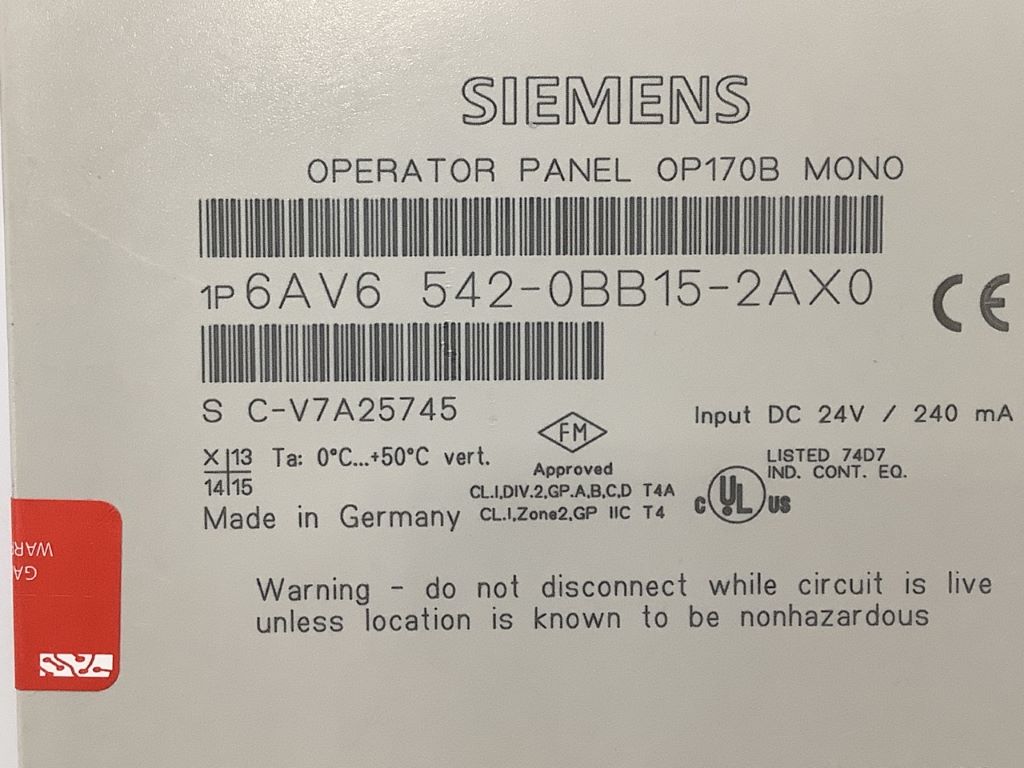 SIEMENS
OPERATOR PANEL OP170B MONO
1P 6AV6 542-0BB15-2AX0
CE
S C-V7A25745
Input DC 24V / 240 mA
X 13
14 15
Ta: 0°C...+50°C vert.
FM
Approved
CL.I,DIV.2,GP.A,B,C,D T4A
CL.I,Zone2,GP IIC T4
LISTED 74D7
IND. CONT. EQ.
C UL US
Made in Germany
Warning - do not disconnect while circuit is live
unless location is known to be nonhazardous